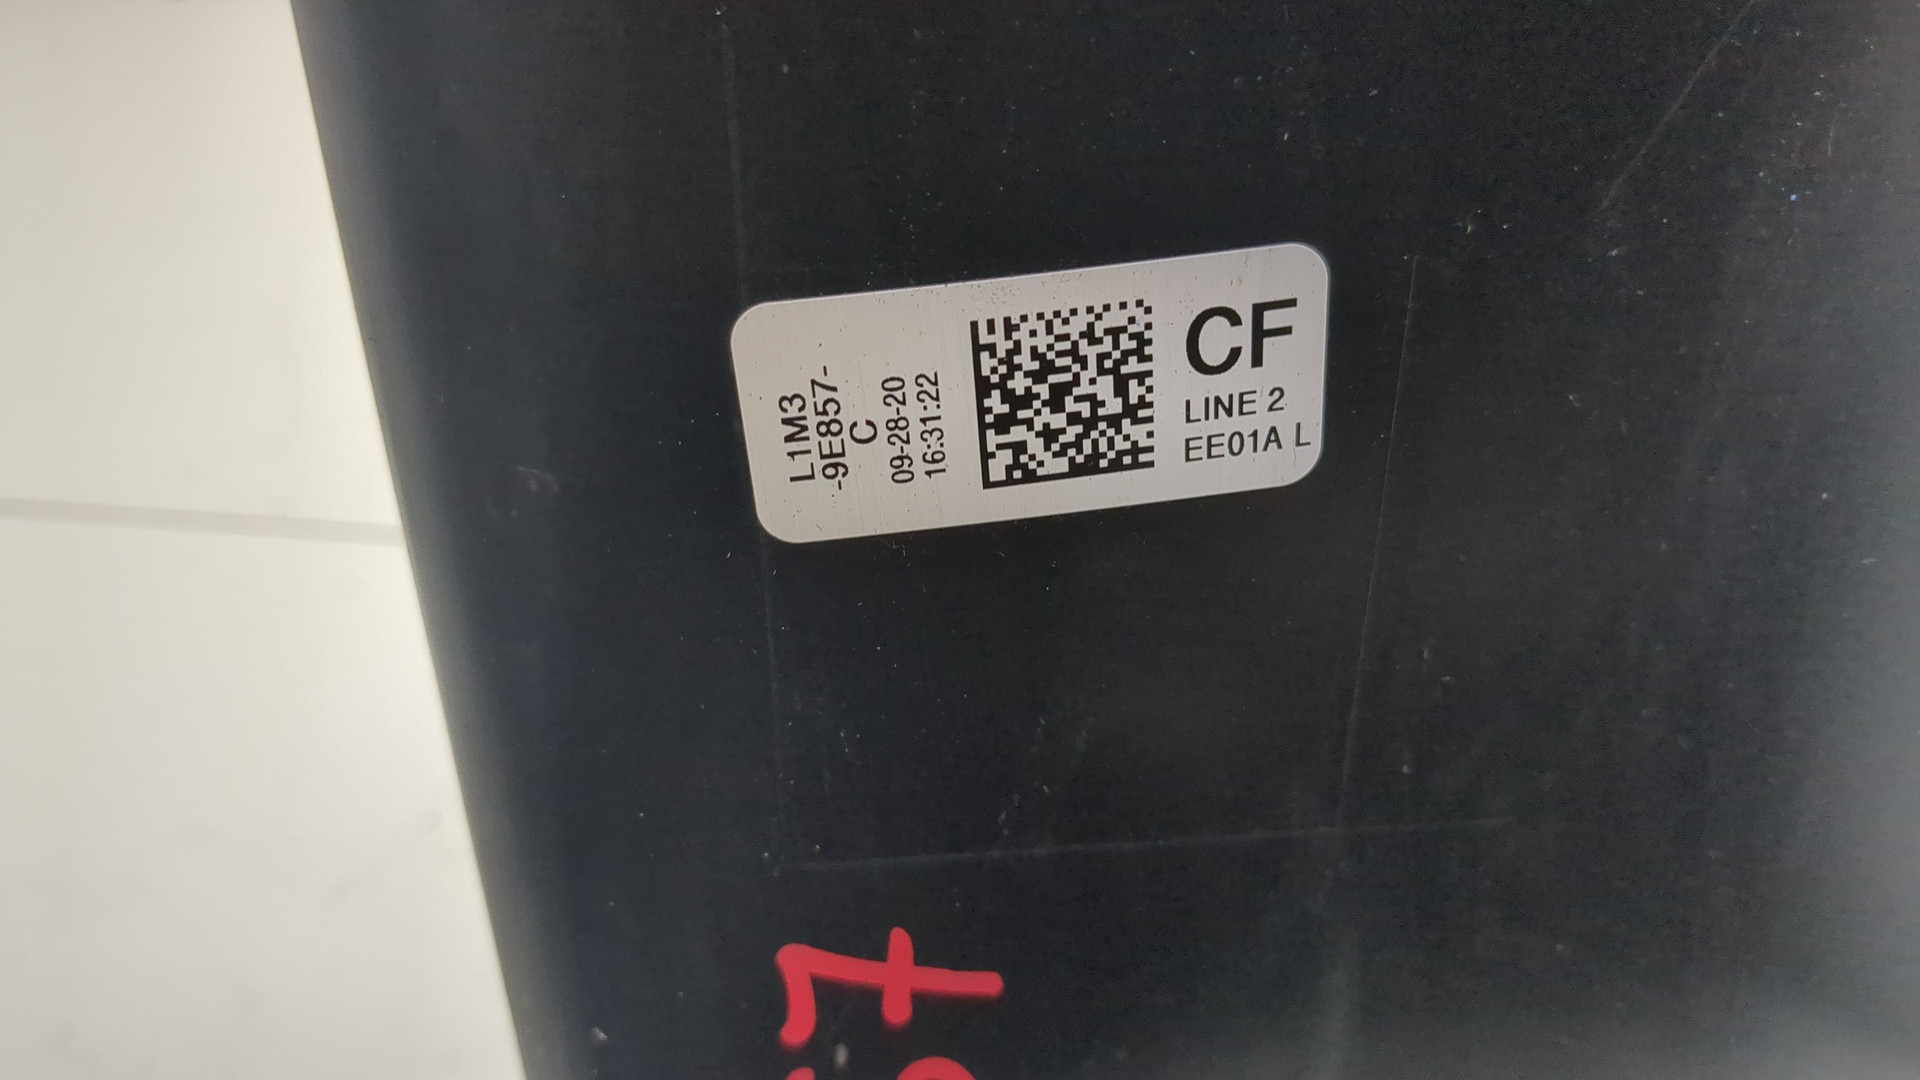 L1M3
-9E857-
C
09-28-20
16:31:22
CF
LINE 2
EE01A L